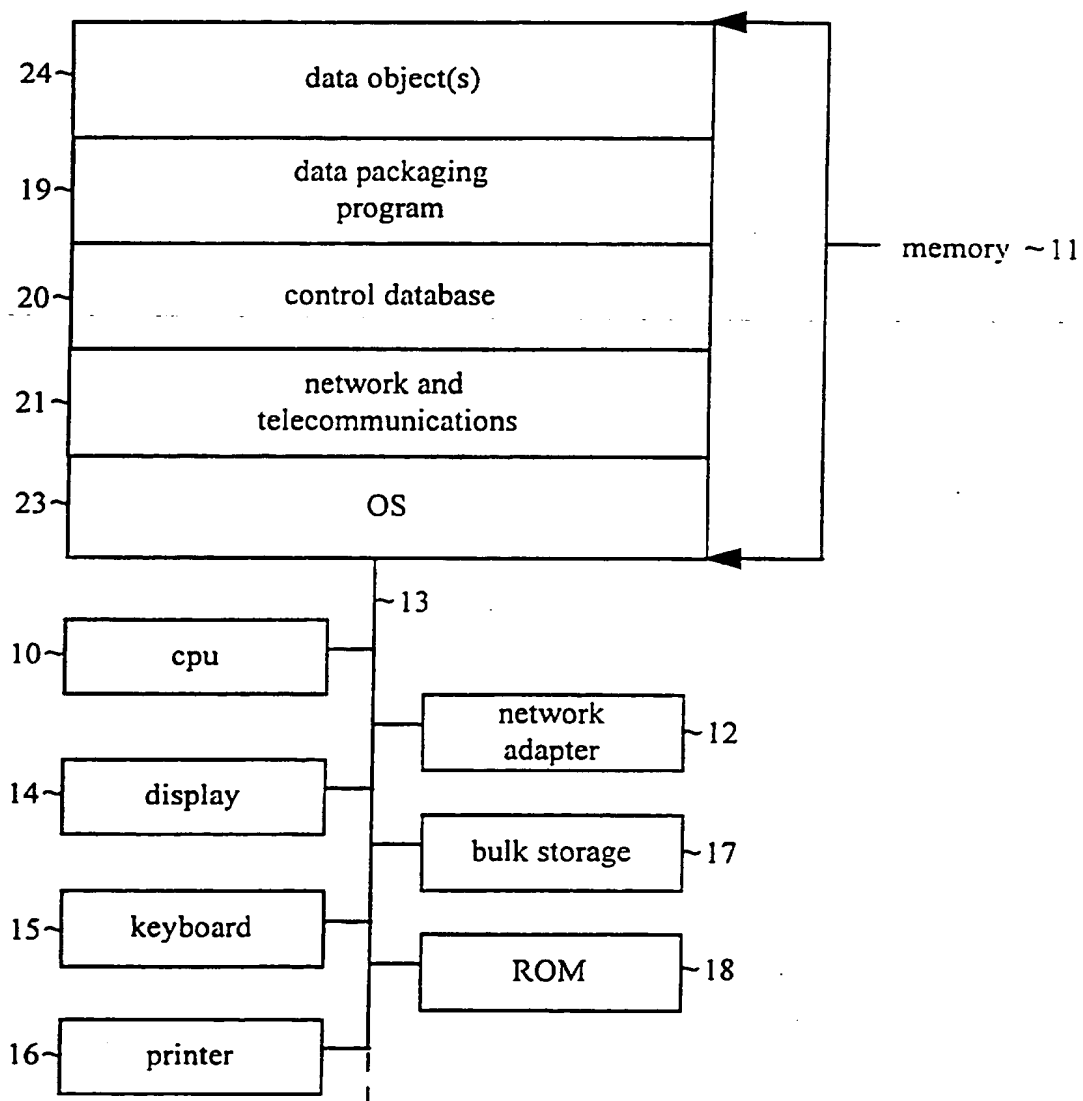 24~ data object(s)
19~ data packaging
program
20~ control database
21~ network and
telecommunications
23~ OS
memory ~11
~13
10~ cpu
network
adapter ~12
14~ display
bulk storage ~17
15~ keyboard
ROM ~18
16~ printer